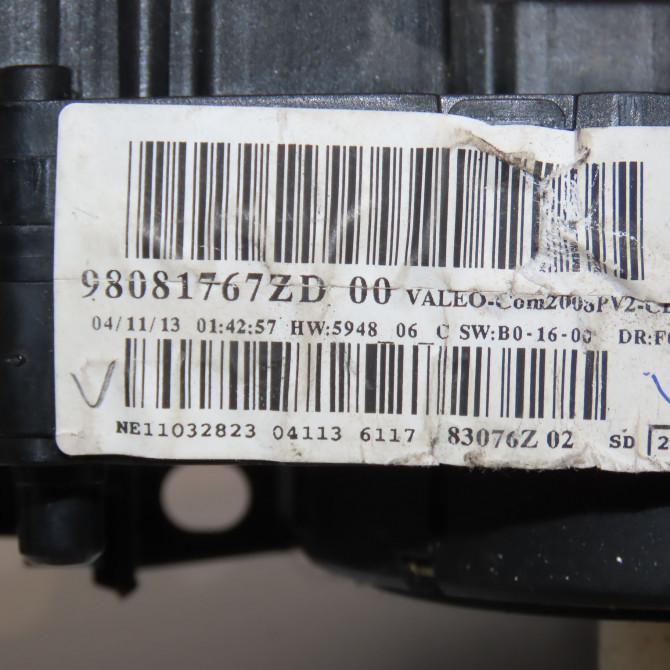 98081767ZD 00 VALEO-Com2008PV2-
04/11/13 01:42:57 HW:5948_06_C SW:B0-16-00 DR:F
NE11032823 04113 6117 83076Z 02 SD 2